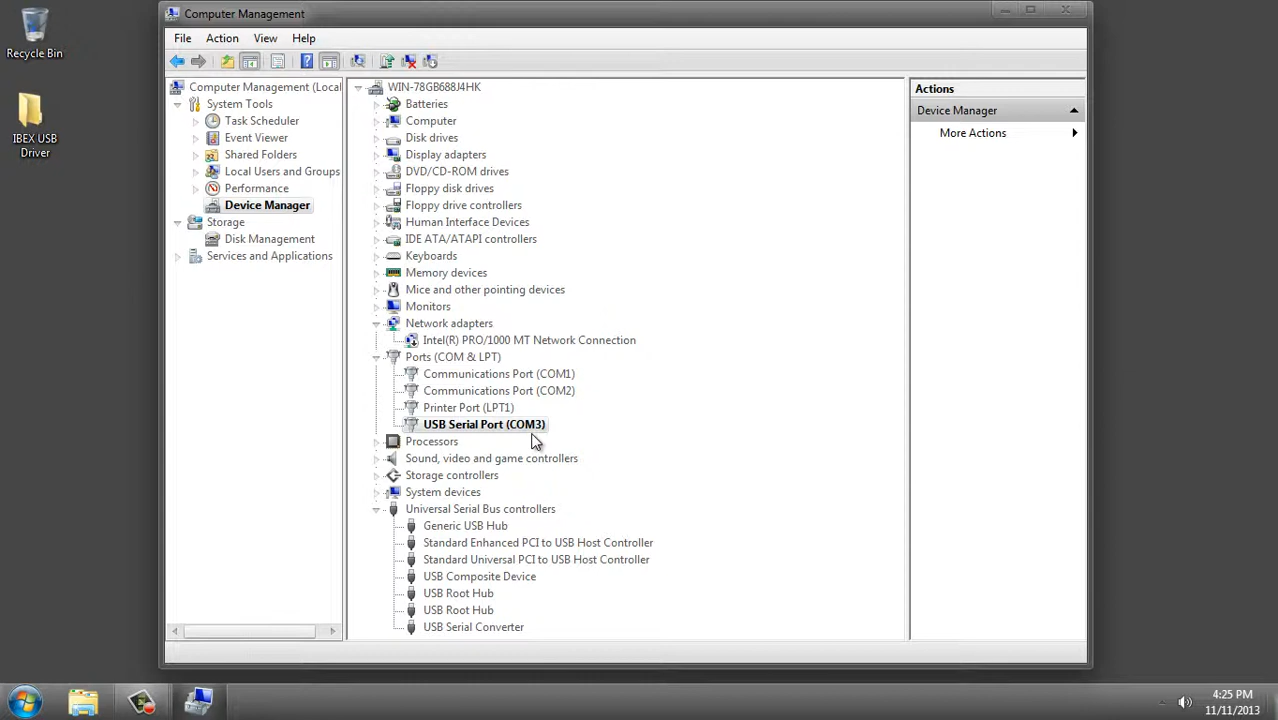 Recycle Bin
IBEX USB
Driver
Computer Management
File Action View Help
Computer Management (Local
System Tools
Task Scheduler
Event Viewer
Shared Folders
Local Users and Groups
Performance
Device Manager
Storage
Disk Management
Services and Applications
WIN-78GB688J4HK
Batteries
Computer
Disk drives
Display adapters
DVD/CD-ROM drives
Floppy disk drives
Floppy drive controllers
Human Interface Devices
IDE ATA/ATAPI controllers
Keyboards
Memory devices
Mice and other pointing devices
Monitors
Network adapters
Intel(R) PRO/1000 MT Network Connection
Ports (COM & LPT)
Communications Port (COM1)
Communications Port (COM2)
Printer Port (LPT1)
USB Serial Port (COM3)
Processors
Sound, video and game controllers
Storage controllers
System devices
Universal Serial Bus controllers
Generic USB Hub
Standard Enhanced PCI to USB Host Controller
Standard Universal PCI to USB Host Controller
USB Composite Device
USB Root Hub
USB Root Hub
USB Serial Converter
Actions
Device Manager
More Actions
4:25 PM
11/11/2013